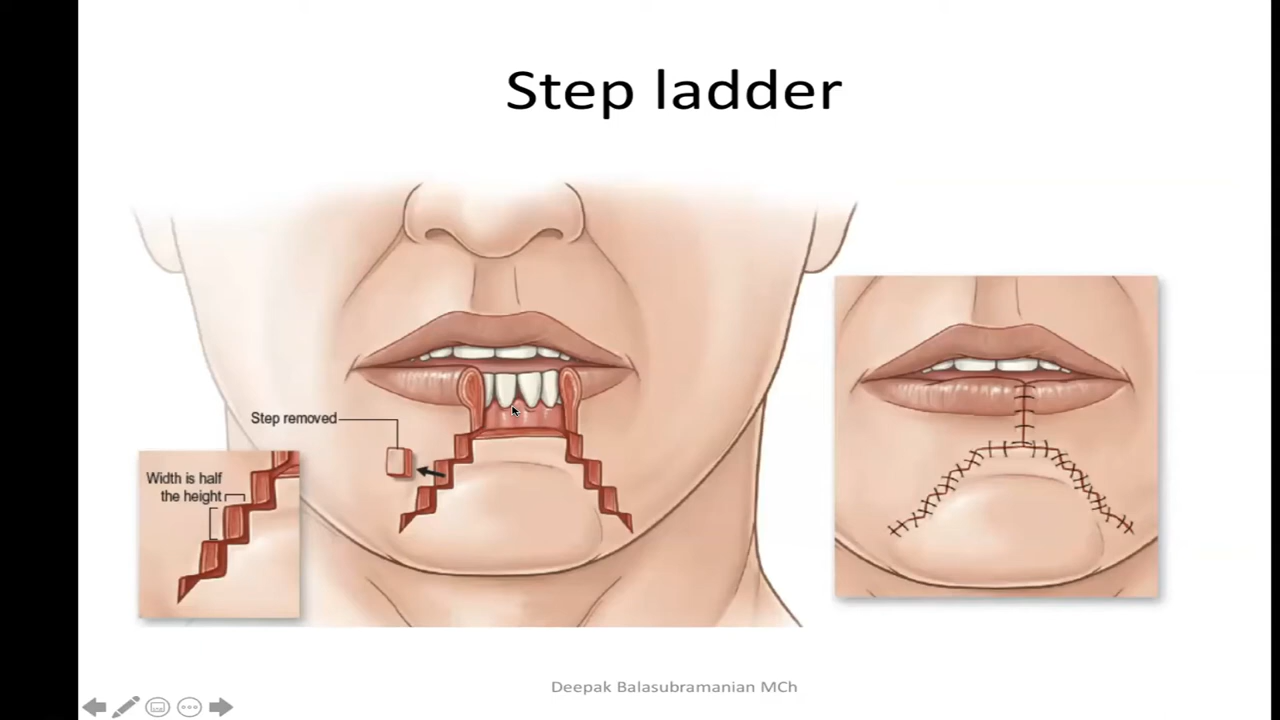 Step ladder
Step removed
Width is half
the height
Deepak Balasubramanian MCh